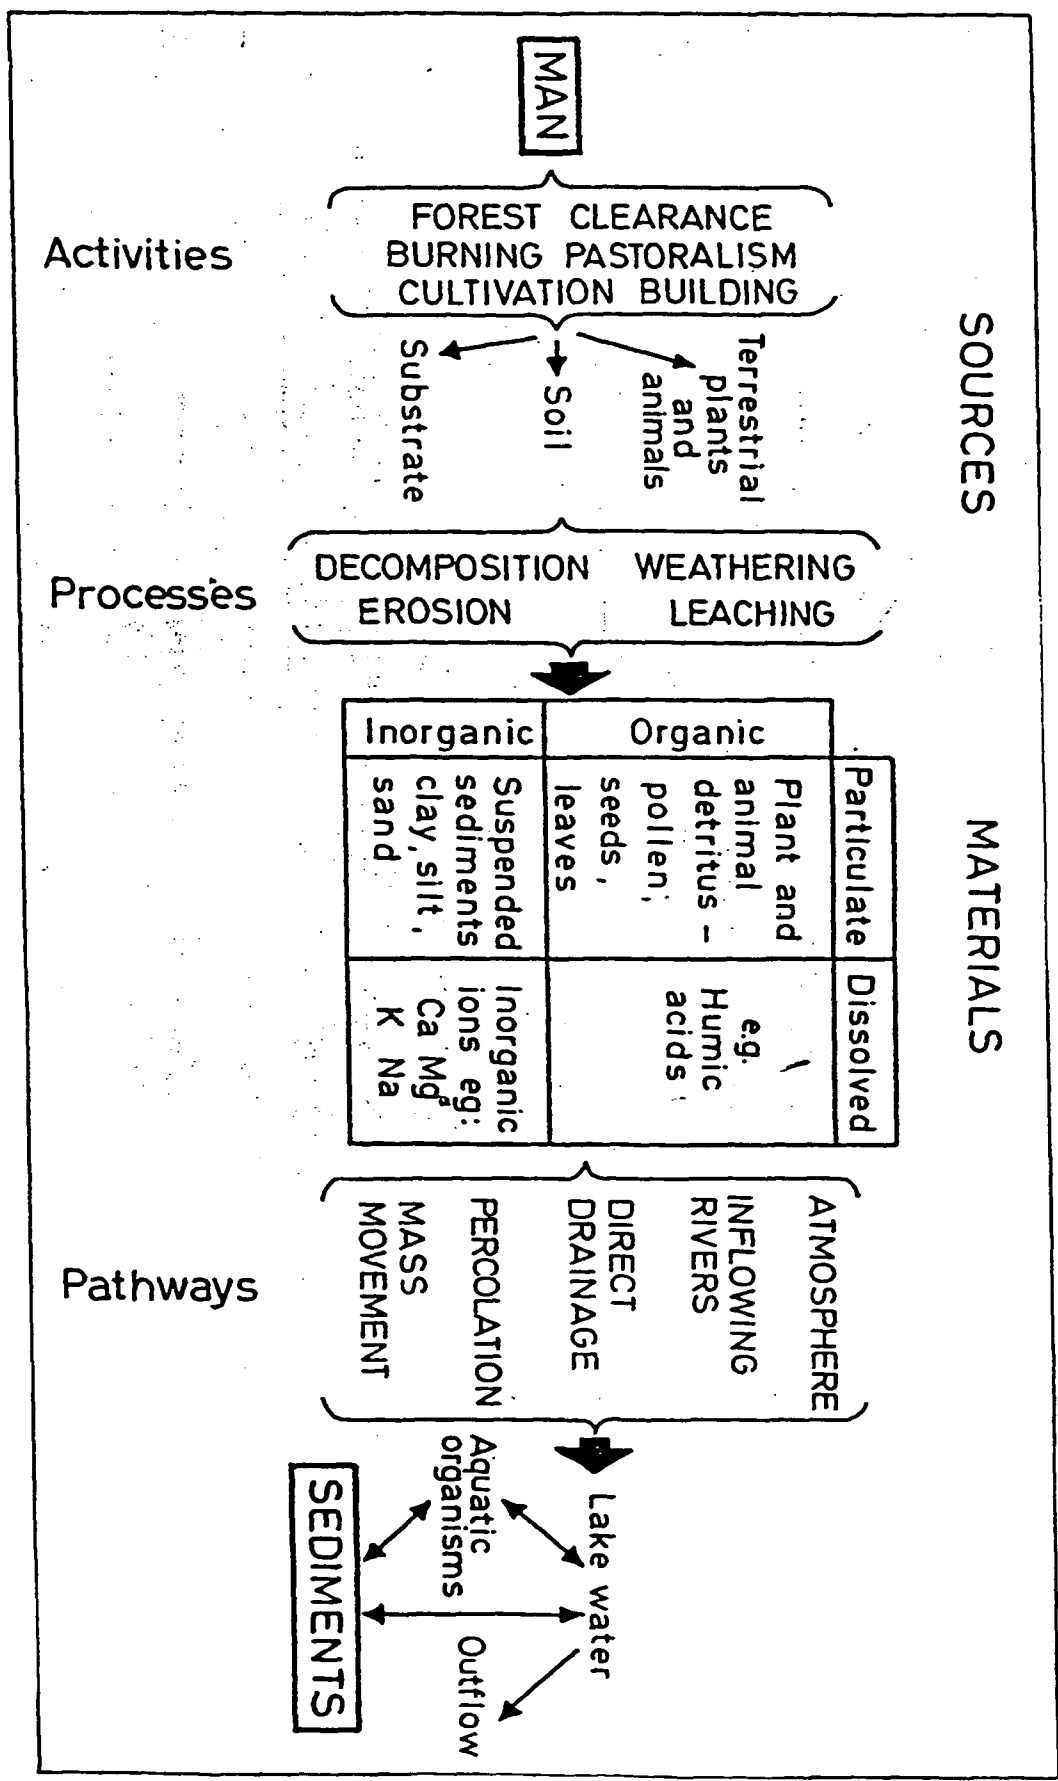 SOURCES
MATERIALS
MAN
Activities
FOREST CLEARANCE
BURNING PASTORALISM
CULTIVATION BUILDING
Terrestrial
plants
and
animals
Soil
Substrate
Processes
DECOMPOSITION WEATHERING
EROSION LEACHING
Particulate
Dissolved
Organic
Plant and
animal
detritus –
pollen,
seeds,
leaves
e.g.
Humic
acids
Inorganic
Suspended
sediments
clay, silt,
sand
Inorganic
ions eg:
Ca Mg
K Na
Pathways
ATMOSPHERE
INFLOWING
RIVERS
DIRECT
DRAINAGE
PERCOLATION
MASS
MOVEMENT
Lake water
Aquatic
organisms
Outflow
SEDIMENTS